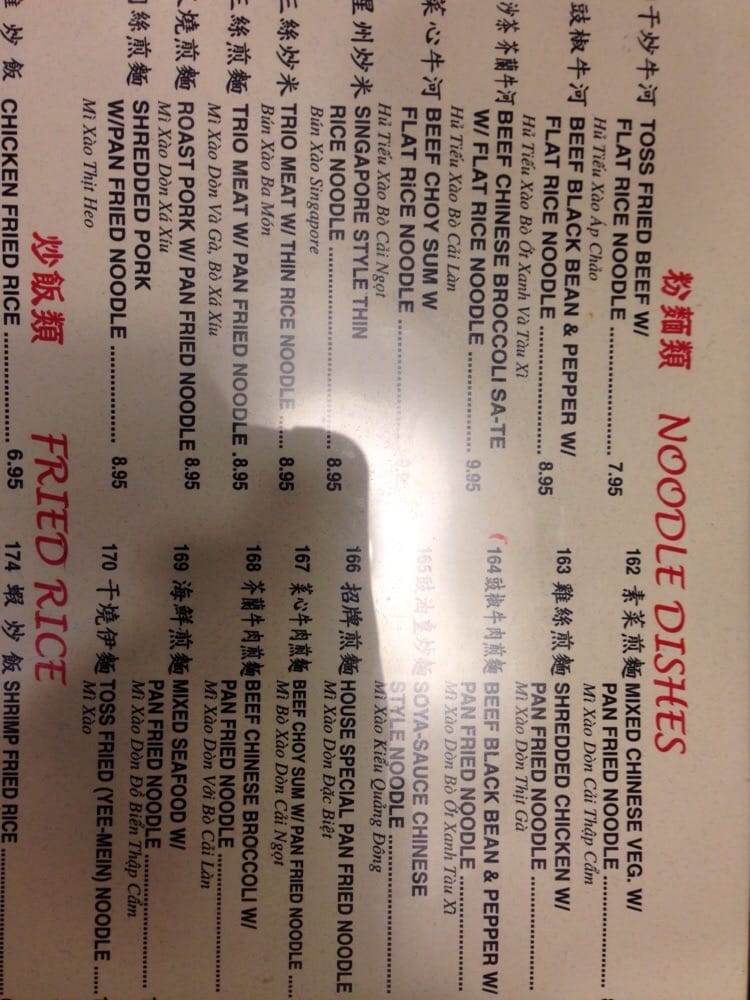 粉麵類 NOODLE DISHES
干炒牛河 TOSS FRIED BEEF W/
FLAT RICE NOODLE 7.95
Hủ Tiếu Xào Áp Chảo
豉椒牛河 BEEF BLACK BEAN & PEPPER W/
FLAT RICE NOODLE 8.95
Hủ Tiếu Xào Bò Ớt Xanh Và Tàu Xì
沙茶芥蘭牛河 BEEF CHINESE BROCCOLI SA-TE
W/ FLAT RICE NOODLE 9.95
Hủ Tiếu Xào Bò Cải Làn
菜心牛河 BEEF CHOY SUM W
FLAT RiCE NOODLE
Hủ Tiếu Xào Bò Cải Ngọt
星州炒米 SINGAPORE STYLE THIN
RICE NOODLE 8.95
Bún Xào Singapore
三絲炒米 TRIO MEAT W/ THIN RICE NOODLE 8.95
Bún Xào Ba Món
三絲煎麵 TRIO MEAT W/ PAN FRIED NOODLE .8.95
Mì Xào Dòn Và Gà, Bò Xá Xíu
燒煎麵 ROAST PORK W/ PAN FRIED NOODLE 8.95
Mì Xào Dòn Xá Xíu
絲煎麵 SHREDDED PORK
W/PAN FRIED NOODLE 8.95
Mì Xào Thịt Heo
162 素菜煎麵 MIXED CHINESE VEG. W/
PAN FRIED NOODLE
Mì Xào Dòn Cải Thập Cẩm
163 雞絲煎麵 SHREDDED CHICKEN W/
PAN FRIED NOODLE
Mì Xào Dòn Thịt Gà
164 豉椒牛肉煎麵 BEEF BLACK BEAN & PEPPER W/
PAN FRIED NOODLE
Mì Xào Dòn Bò Ớt Xanh Tàu Xì
165 豉油皇炒麵 SOYA-SAUCE CHINESE
STYLE NOODLE
Mì Xào Kiểu Quảng Đông
166 招牌煎麵 HOUSE SPECIAL PAN FRIED NOODLE
Mì Xào Dòn Đặc Biệt
167 菜心牛肉煎麵 BEEF CHOY SUM W/ PAN FRIED NOODLE
Mì Bò Xào Dòn Cải Ngọt
168 芥蘭牛肉煎麵 BEEF CHINESE BROCCOLI W/
PAN FRIED NOODLE
Mì Xào Dòn Với Bò Cải Làn
169 海鮮煎麵 MIXED SEAFOOD W/
PAN FRIED NOODLE
Mì Xào Dòn Đồ Biển Thập Cẩm
170 干燒伊麵 TOSS FRIED (YEE-MEIN) NOODLE
Mì Xào
炒飯類 FRIED RICE
炒飯 CHICKEN FRIED RICE 6.95
174 蝦炒飯 SHRIMP FRIED RICE